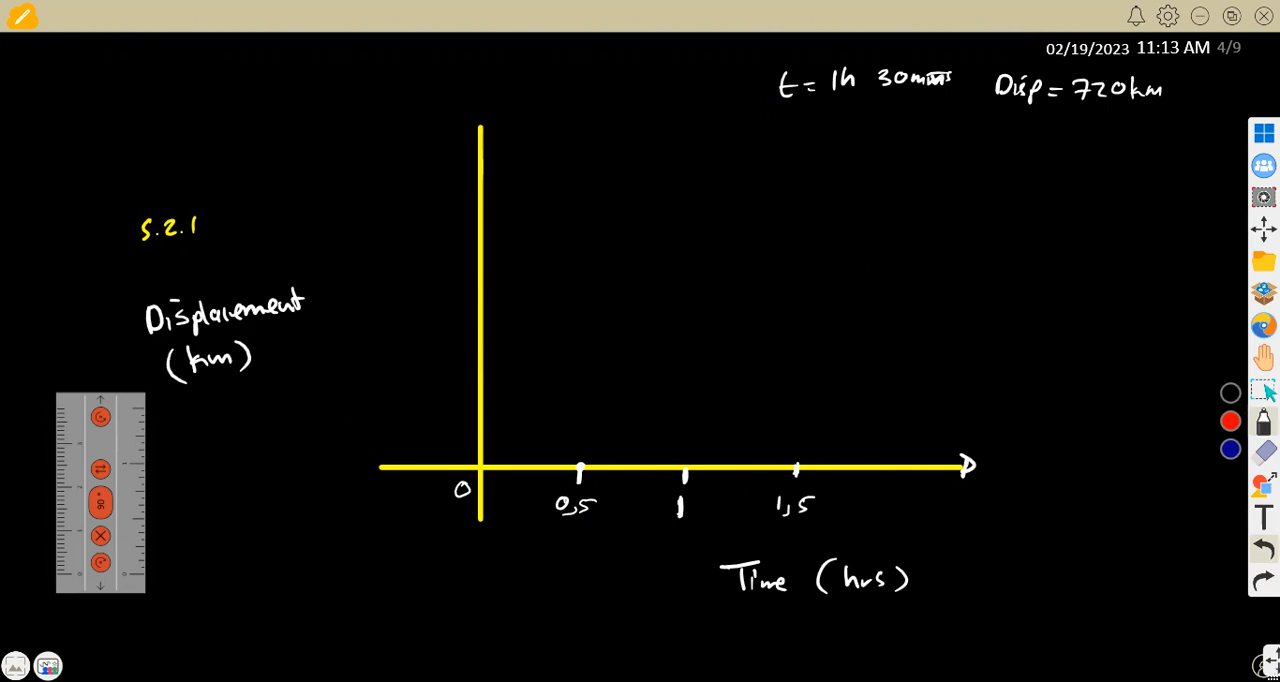 02/19/2023 11:13 AM 4/9
t = 1h 30mins Disp = 720km
5.2.1
Displacement
(km)
0
0,5
1
1,5
Time (hrs)